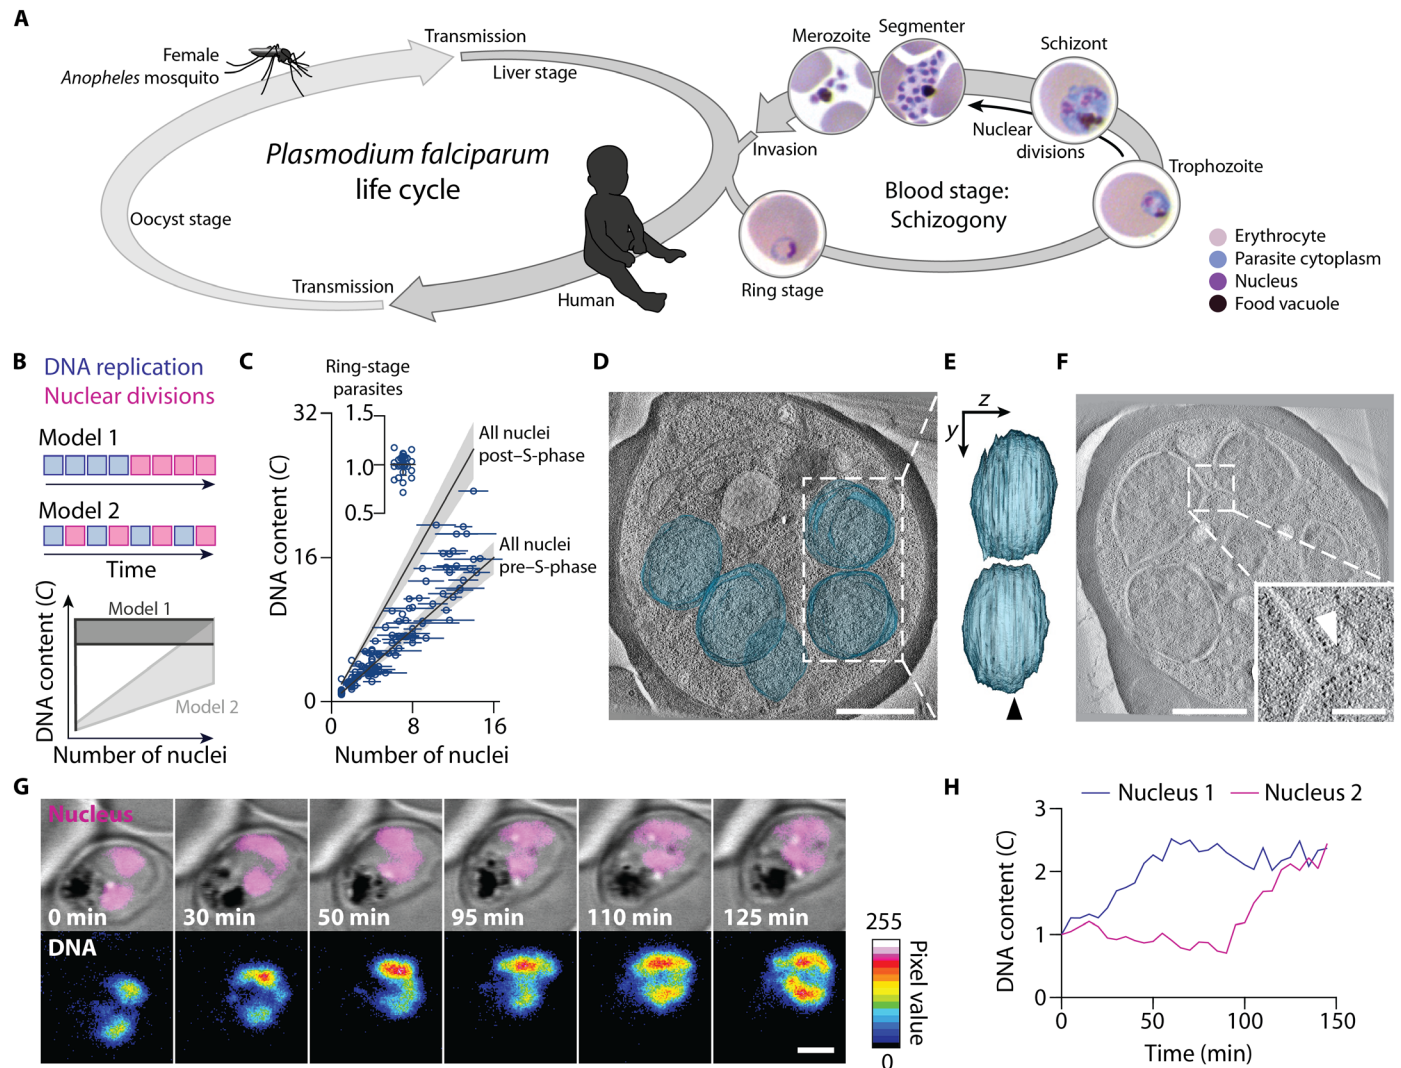 A
Female
Anopheles mosquito
Transmission
Liver stage
Plasmodium falciparum
life cycle
Oocyst stage
Transmission
Human
Merozoite
Segmenter
Schizont
Invasion
Nuclear
divisions
Trophozoite
Blood stage:
Schizogony
Ring stage
Erythrocyte
Parasite cytoplasm
Nucleus
Food vacuole
B
DNA replication
Nuclear divisions
Model 1
Model 2
Time
DNA content (C)
Model 1
Model 2
Number of nuclei
C
Ring-stage
parasites
1.5
1.0
0.5
32
16
0
DNA content (C)
All nuclei
post–S-phase
All nuclei
pre–S-phase
0
8
16
Number of nuclei
D
E
z
y
F
G
Nucleus
0 min
30 min
50 min
95 min
110 min
125 min
DNA
255
Pixel value
0
H
Nucleus 1
Nucleus 2
3
2
1
0
DNA content (C)
0
50
100
150
Time (min)